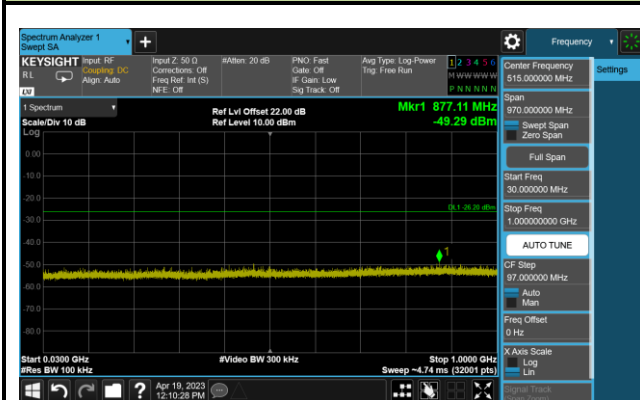 Spectrum Analyzer 1
Swept SA
Frequency
KEYSIGHT
RL
LXI
Input: RF
Coupling: DC
Align: Auto
Input Z: 50 Ω
Corrections: Off
Freq Ref: Int (S)
NFE: Off
#Atten: 20 dB
PNO: Fast
Gate: Off
IF Gain: Low
Sig Track: Off
Avg Type: Log-Power
Trig: Free Run
1 2 3 4 5 6
M W W W W W
P N N N N N
1 Spectrum
Scale/Div 10 dB
Log
Ref Lvl Offset 22.00 dB
Ref Level 10.00 dBm
Mkr1 877.11 MHz
-49.29 dBm
0.00
-10.0
-20.0
-30.0
-40.0
-50.0
-60.0
-70.0
-80.0
DL1 -26.20 dBm
1
Start 0.0300 GHz
#Res BW 100 kHz
#Video BW 300 kHz
Stop 1.0000 GHz
Sweep ~4.74 ms (32001 pts)
Apr 19, 2023
12:10:28 PM
Center Frequency
515.000000 MHz
Span
970.000000 MHz
Swept Span
Zero Span
Full Span
Start Freq
30.000000 MHz
Stop Freq
1.000000000 GHz
AUTO TUNE
CF Step
97.000000 MHz
Auto
Man
Freq Offset
0 Hz
X Axis Scale
Log
Lin
Signal Track
(Span Zoom)
Settings